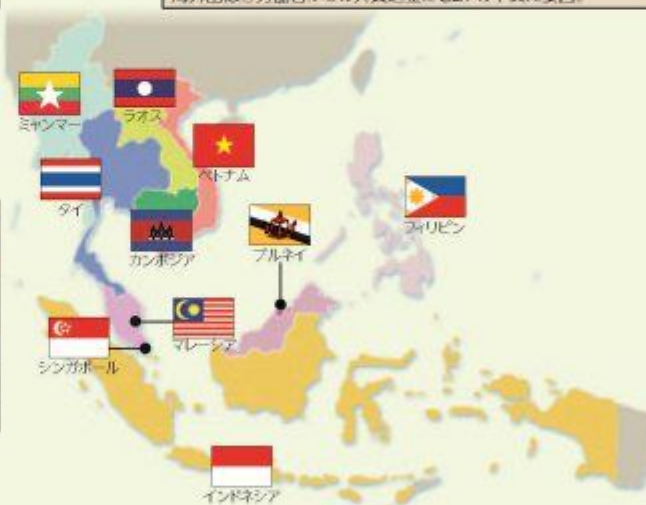 ミャンマー
ラオス
ベトナム
タイ
カンボジア
ブルネイ
フィリピン
マレーシア
シンガポール
インドネシア